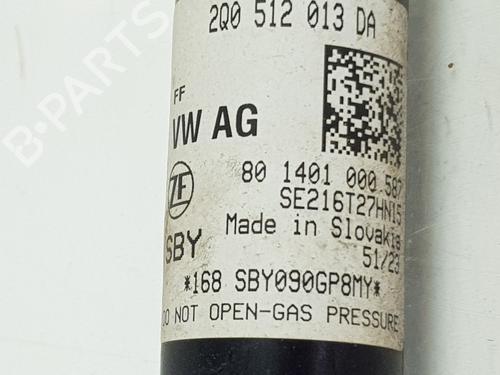 B-PARTS
2Q0 512 013 DA
FF
VW AG
80 1401 000 587
ZF
SE216T27HN15
Made in Slovakia
SBY
51/23
*168 SBY090GP8MY*
DO NOT OPEN-GAS PRESSURE